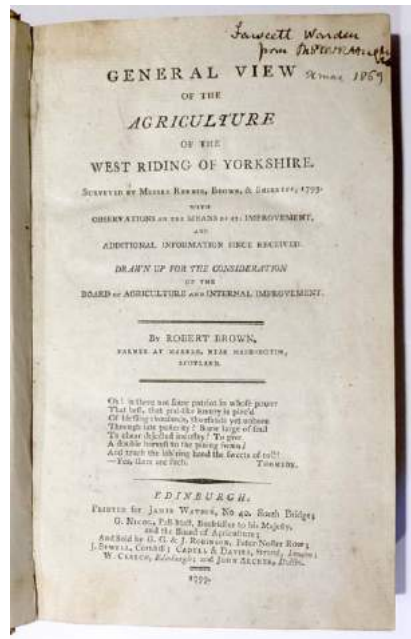 Fawcett Worden
from
Xmas 1869
GENERAL VIEW
OF THE
AGRICULTURE
OF THE
WEST RIDING OF YORKSHIRE.
SURVEYED BY MESSRS RENNIE, BROWN, & SHIRREFF, 1793.
WITH
OBSERVATIONS ON THE MEANS OF ITS IMPROVEMENT,
AND
ADDITIONAL INFORMATION SINCE RECEIVED.
DRAWN UP FOR THE CONSIDERATION
OF THE
BOARD OF AGRICULTURE AND INTERNAL IMPROVEMENT.
BY ROBERT BROWN,
FARMER AT MARKLE, NEAR HADDINGTON,
SCOTLAND.
Oh! is there not some patriot in whose power
That best, that god-like luxury is plac'd
Of blessing thousands, thousands yet unborn
Through late posterity? Some large of soul
To chear dejected industry? To give
A double harvest to the pining swain,
And teach the lab'ring hand the sweets of toil?
—Yes, there are such. THOMSON.
EDINBURGH.
PRINTED for JAMES WATSON, No 40. South Bridge;
G. NICOL, Pall-Mall, Bookseller to his Majesty,
and the Board of Agriculture;
And Sold by G. G. & J. ROBINSON, Pater-Noster Row;
J. SEWELL, Cornhill; CADELL & DAVIES, Strand, London;
W. CREECH, Edinburgh; and JOHN ARCHER, Dublin.
1799.